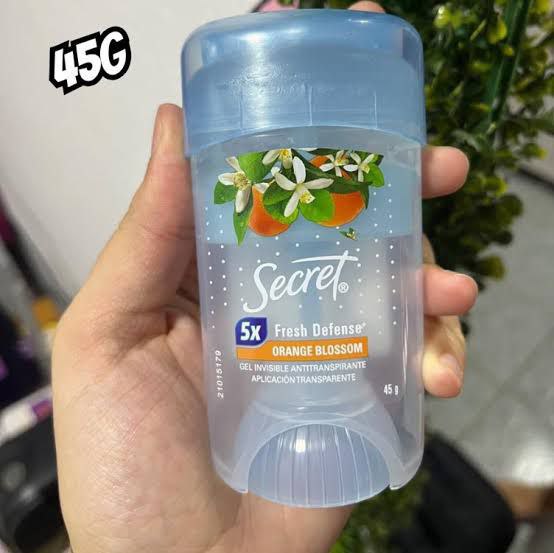 45G
Secret®
5x Fresh Defense*
ORANGE BLOSSOM
GEL INVISIBLE ANTITRANSPIRANTE
APLICACIÓN TRANSPARENTE
45 g
21015179